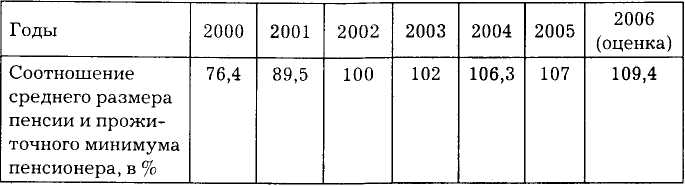 Годы 2000 2001 2002 2003 2004 2005 2006
(оценка)
Соотношение 76,4 89,5 100 102 106,3 107 109,4
среднего размера
пенсии и прожи-
точного минимума
пенсионера, в %